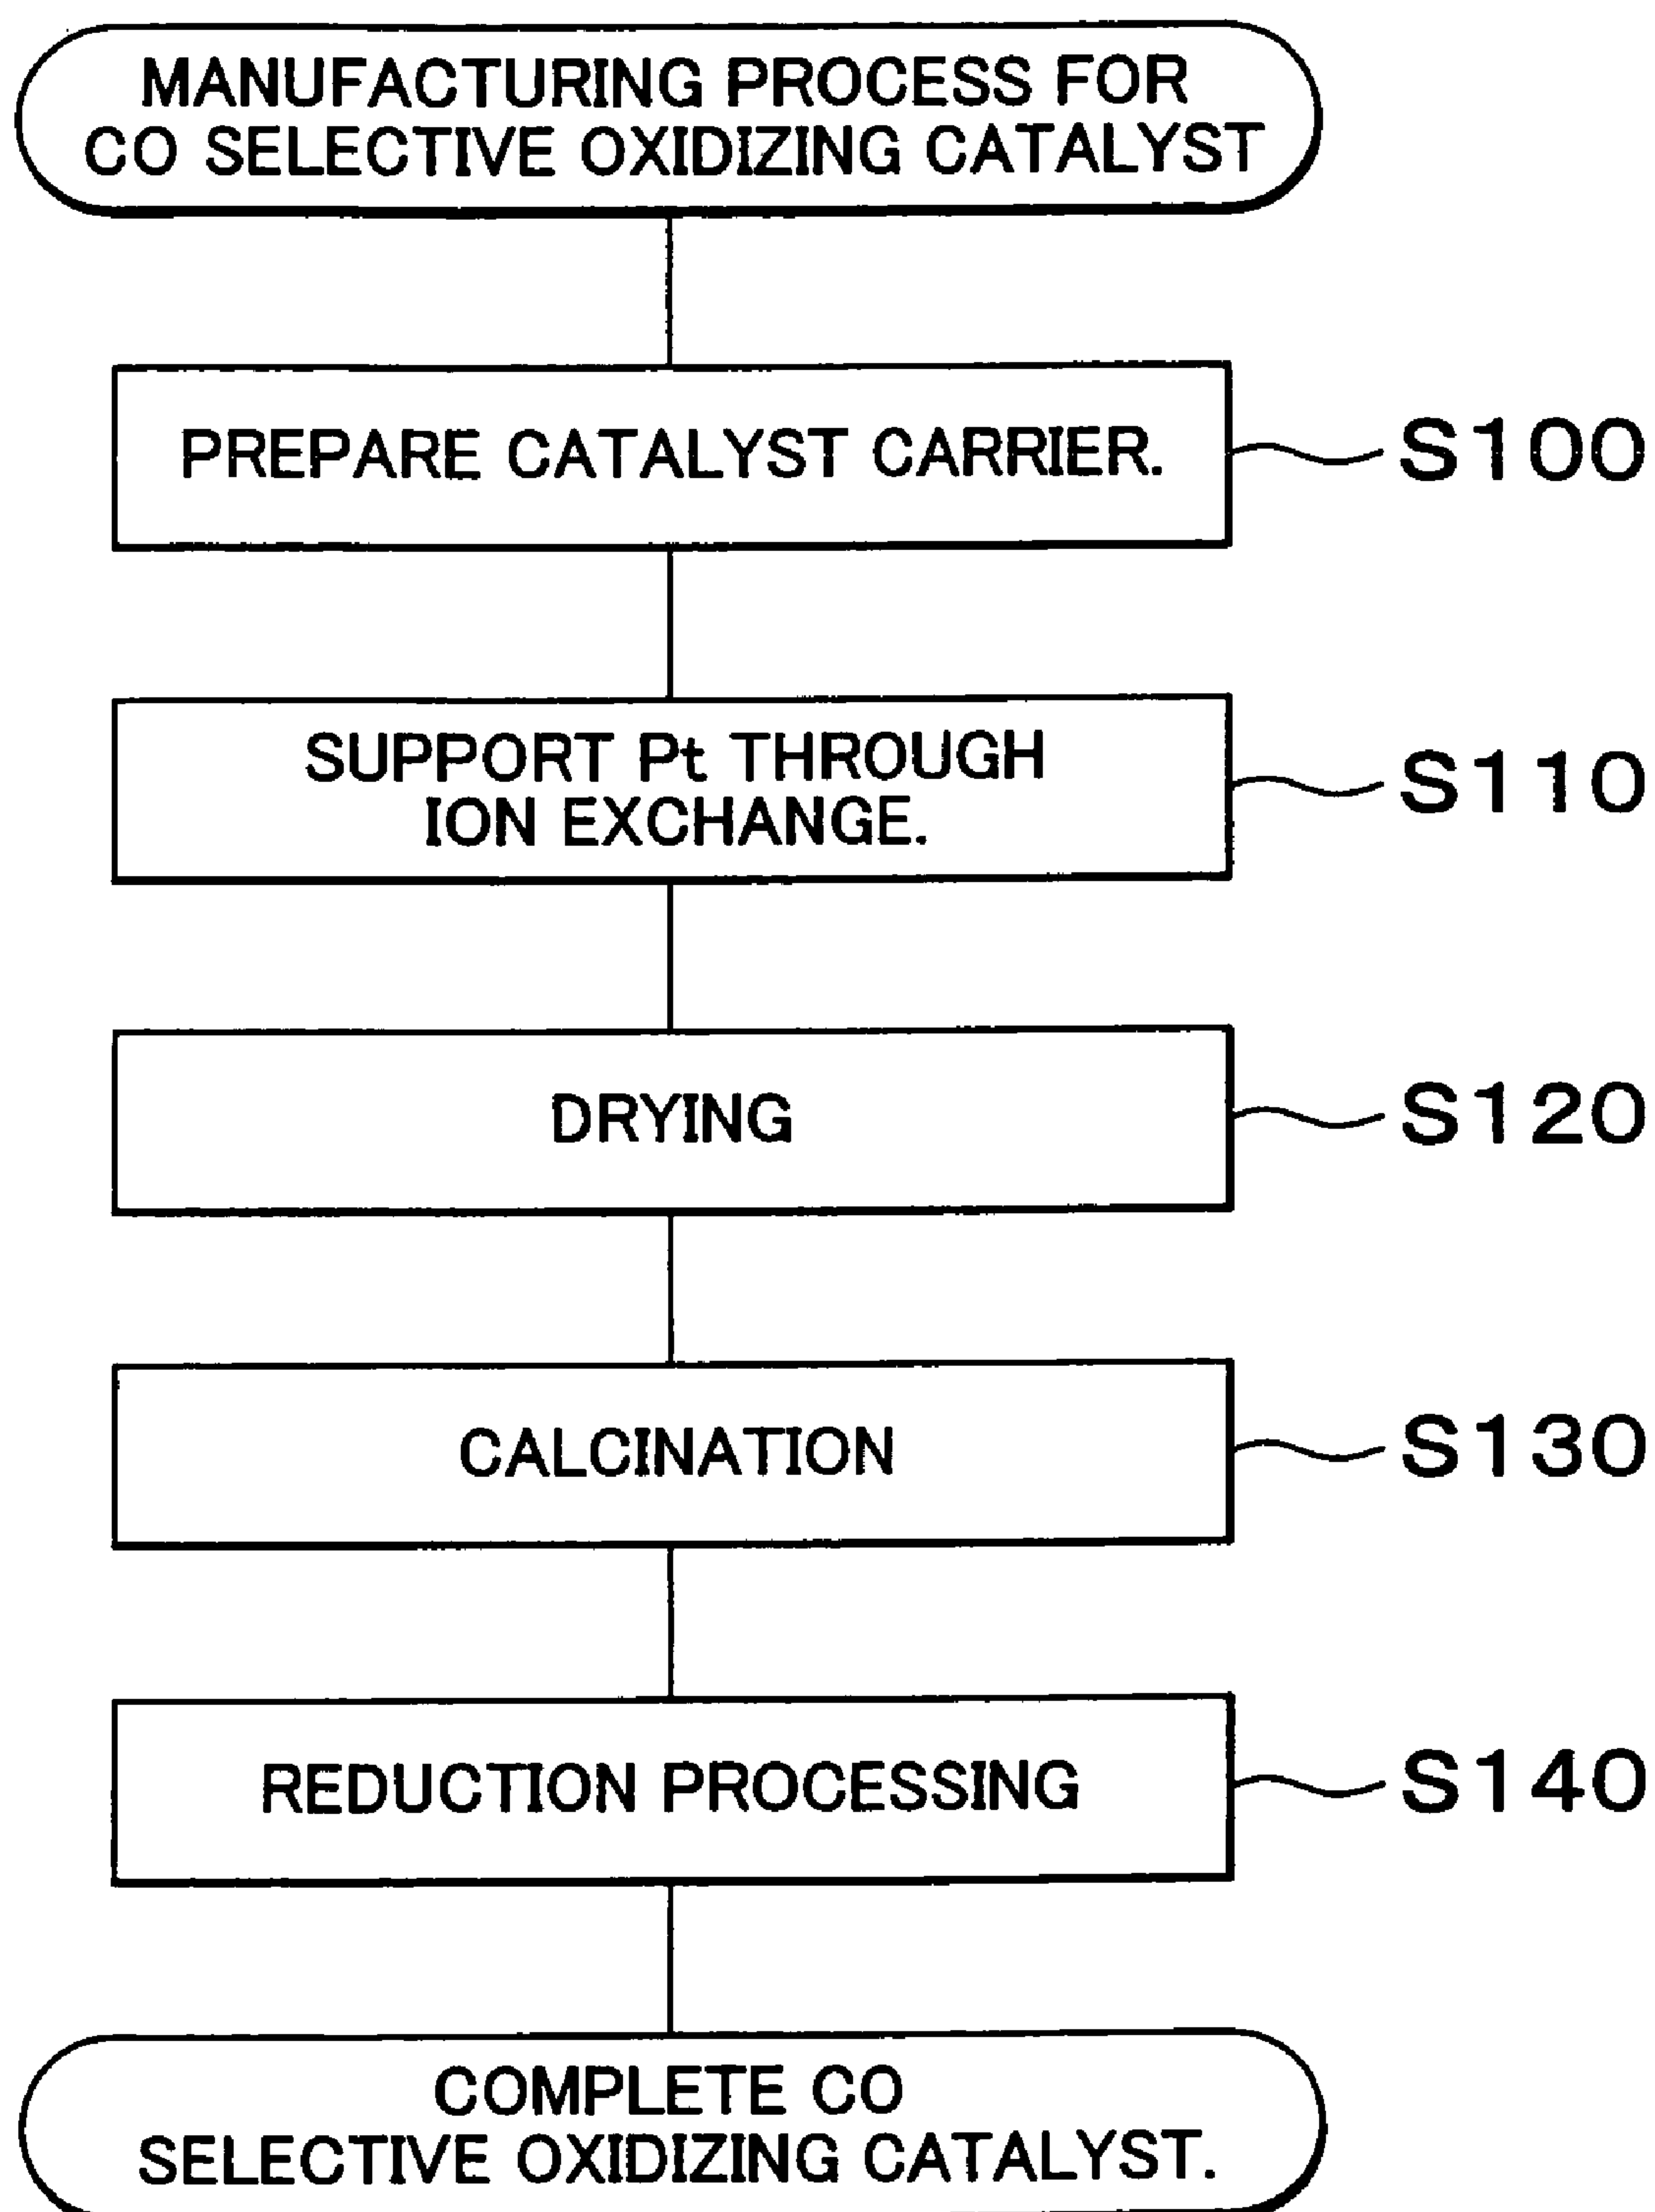 MANUFACTURING PROCESS FOR
CO SELECTIVE OXIDIZING CATALYST
PREPARE CATALYST CARRIER.
S100
SUPPORT Pt THROUGH
ION EXCHANGE.
S110
DRYING
S120
CALCINATION
S130
REDUCTION PROCESSING
S140
COMPLETE CO
SELECTIVE OXIDIZING CATALYST.